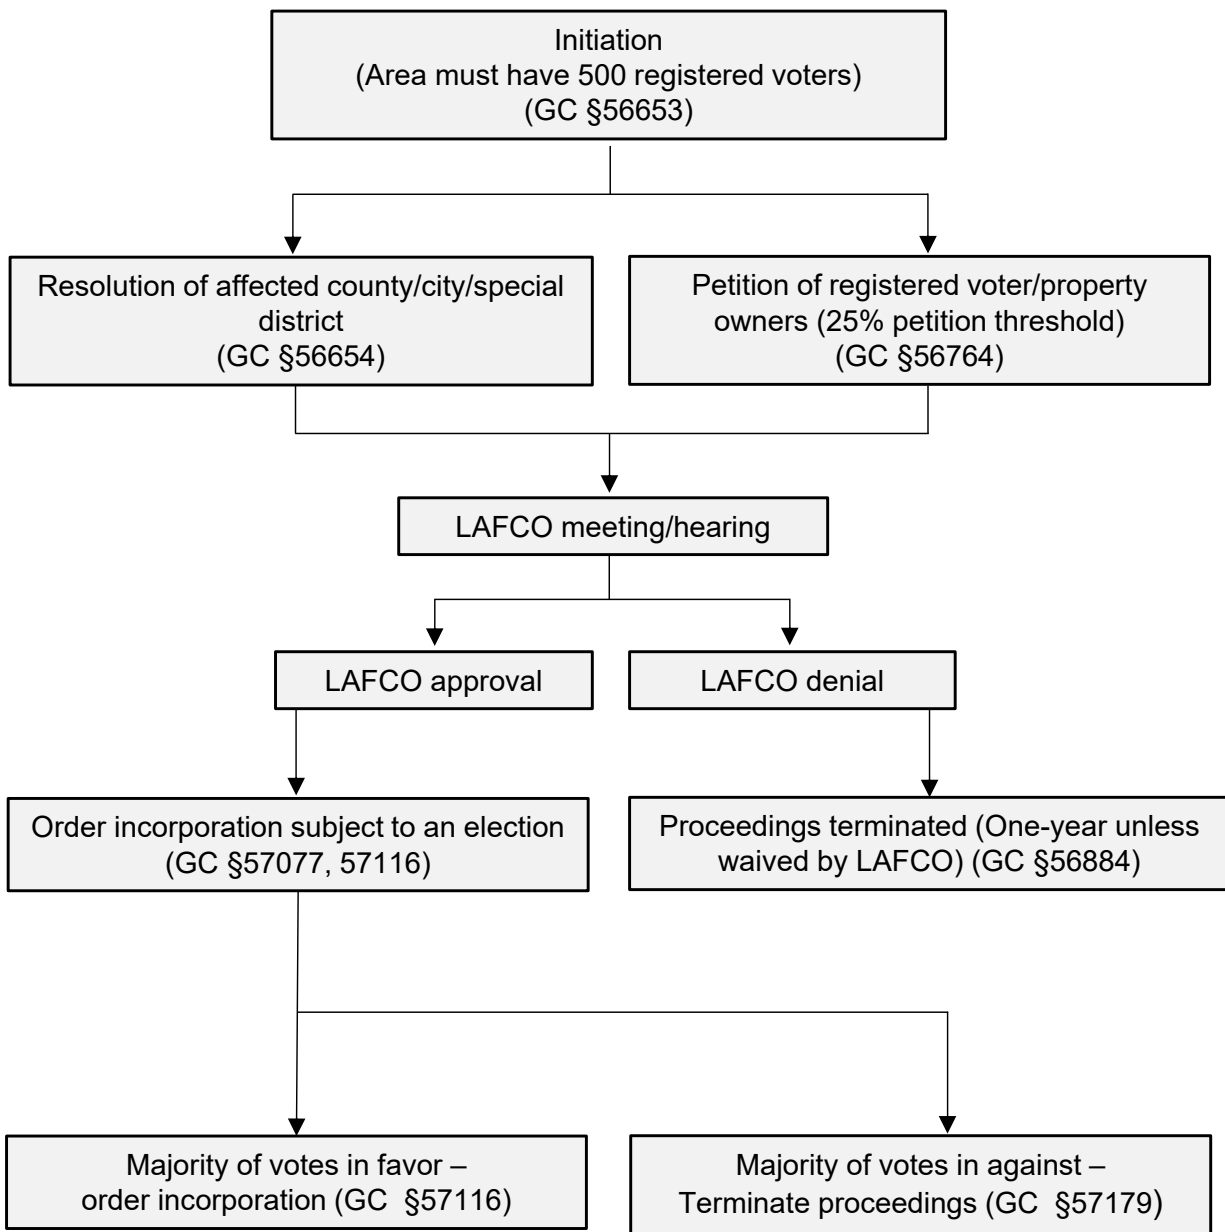 Initiation
(Area must have 500 registered voters)
(GC §56653)
Resolution of affected county/city/special
district
(GC §56654)
Petition of registered voter/property
owners (25% petition threshold)
(GC §56764)
LAFCO meeting/hearing
LAFCO approval
LAFCO denial
Order incorporation subject to an election
(GC §57077, 57116)
Proceedings terminated (One-year unless
waived by LAFCO) (GC §56884)
Majority of votes in favor –
order incorporation (GC  §57116)
Majority of votes in against –
Terminate proceedings (GC  §57179)